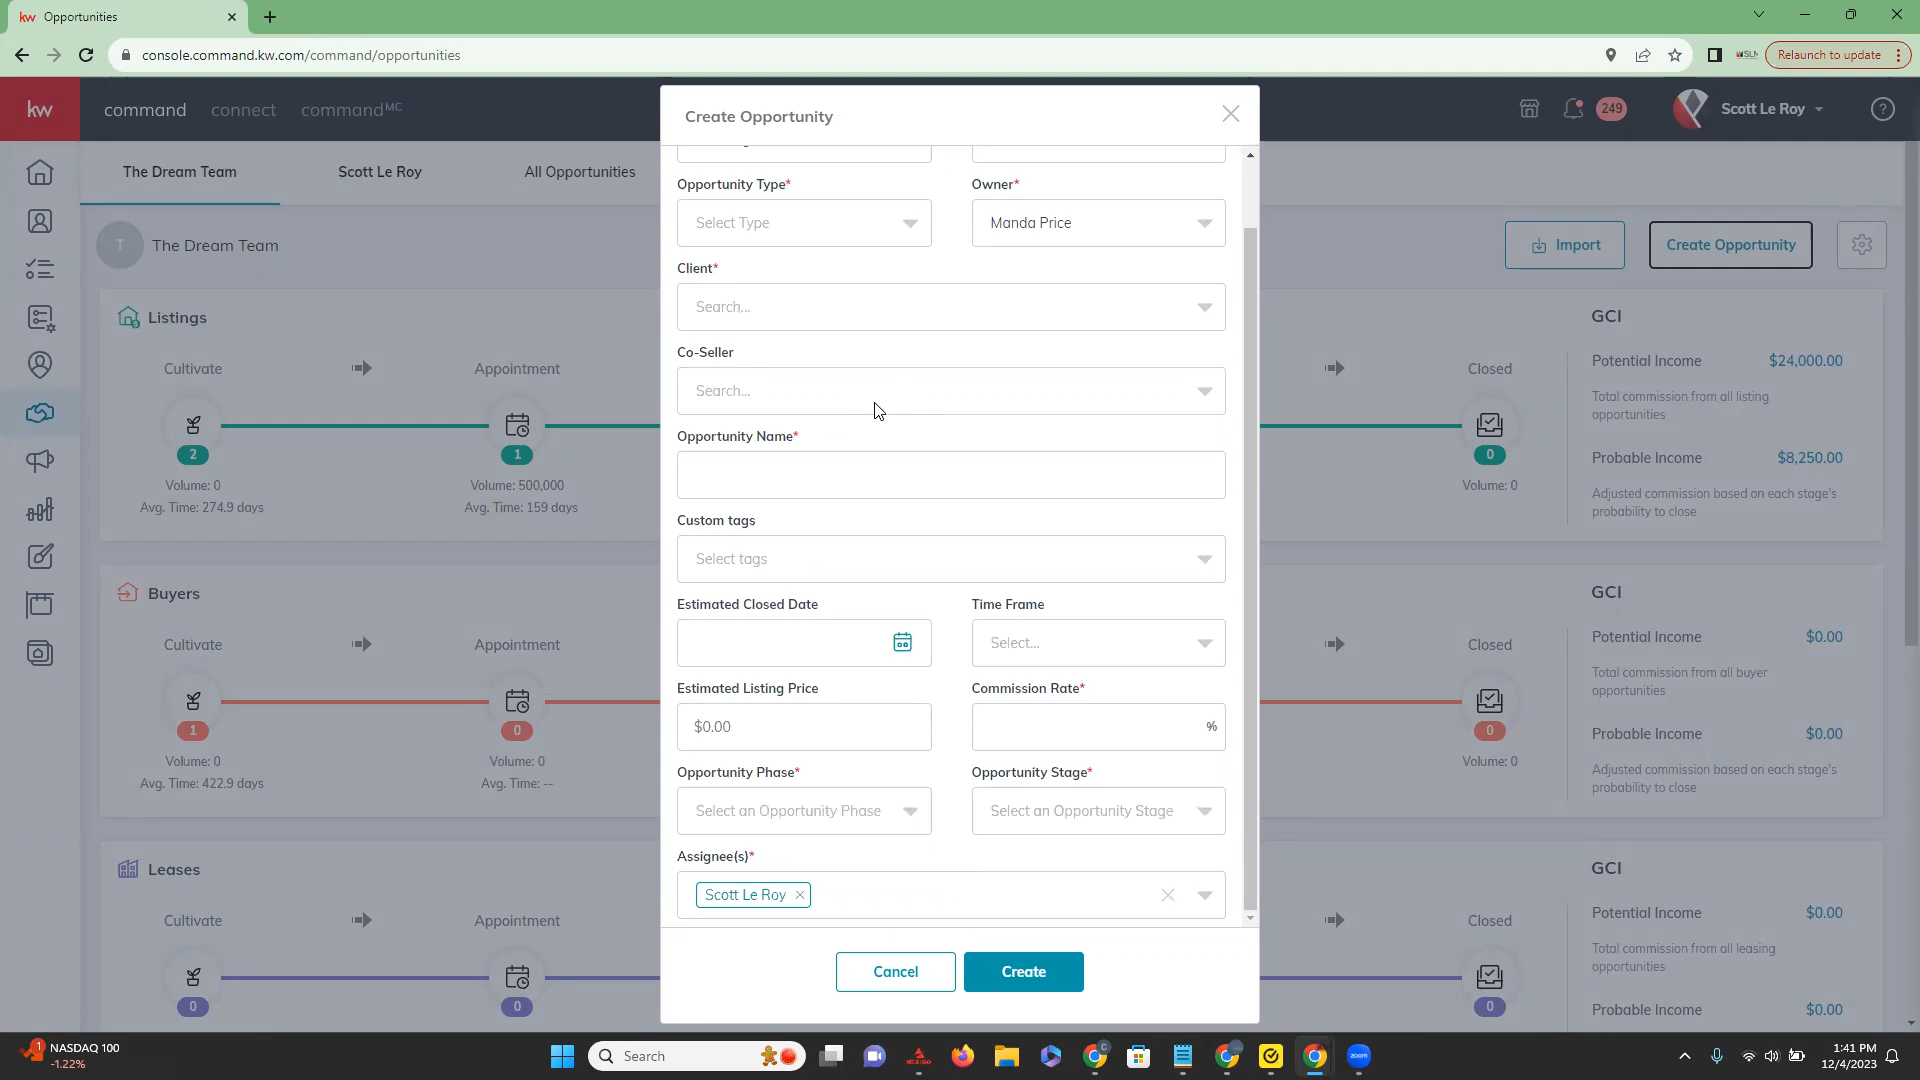 kw Opportunities
console.command.kw.com/command/opportunities
Relaunch to update
kw
command connect command MC
249
Scott Le Roy
The Dream Team Scott Le Roy All Opportunities
T The Dream Team
Import Create Opportunity
Listings
Cultivate Appointment
2 1
Volume: 0 Volume: 500,000
Avg. Time: 274.9 days Avg. Time: 159 days
Closed
0
Volume: 0
GCI
Potential Income $24,000.00
Total commission from all listing
opportunities
Probable Income $8,250.00
Adjusted commission based on each stage's
probability to close
Buyers
Cultivate Appointment
1 0
Volume: 0 Volume: 0
Avg. Time: 422.9 days Avg. Time: --
Closed
0
Volume: 0
GCI
Potential Income $0.00
Total commission from all buyer
opportunities
Probable Income $0.00
Adjusted commission based on each stage's
probability to close
Leases
Cultivate Appointment
0 0
Closed
0
GCI
Potential Income $0.00
Total commission from all leasing
opportunities
Probable Income $0.00
Create Opportunity
Opportunity Type* Owner*
Select Type Manda Price
Client*
Search...
Co-Seller
Search...
Opportunity Name*
Custom tags
Select tags
Estimated Closed Date Time Frame
Select...
Estimated Listing Price Commission Rate*
$0.00 %
Opportunity Phase* Opportunity Stage*
Select an Opportunity Phase Select an Opportunity Stage
Assignee(s)*
Scott Le Roy
Cancel Create
1 NASDAQ 100
-1.22%
Search
zoom
1:41 PM
12/4/2023